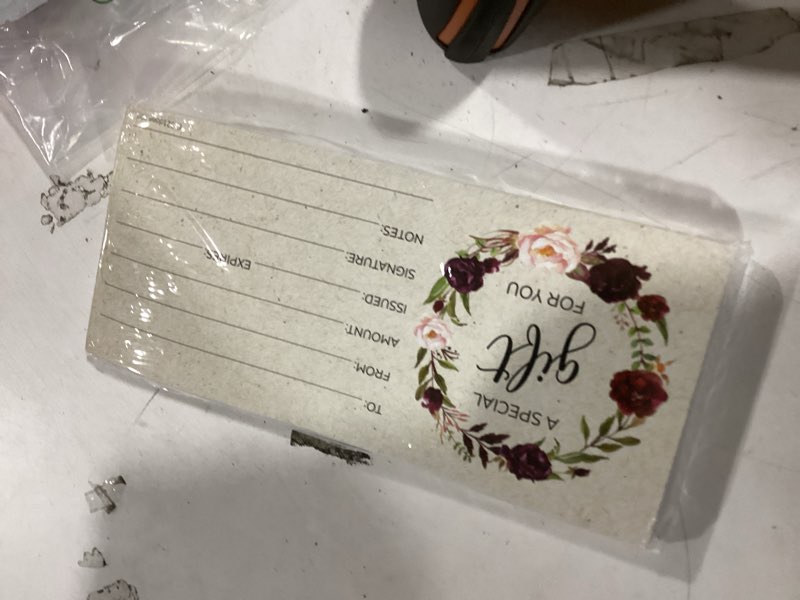 A SPECIAL
gift
FOR YOU
TO:
FROM:
AMOUNT:
ISSUED: EXPIRES:
SIGNATURE:
NOTES: